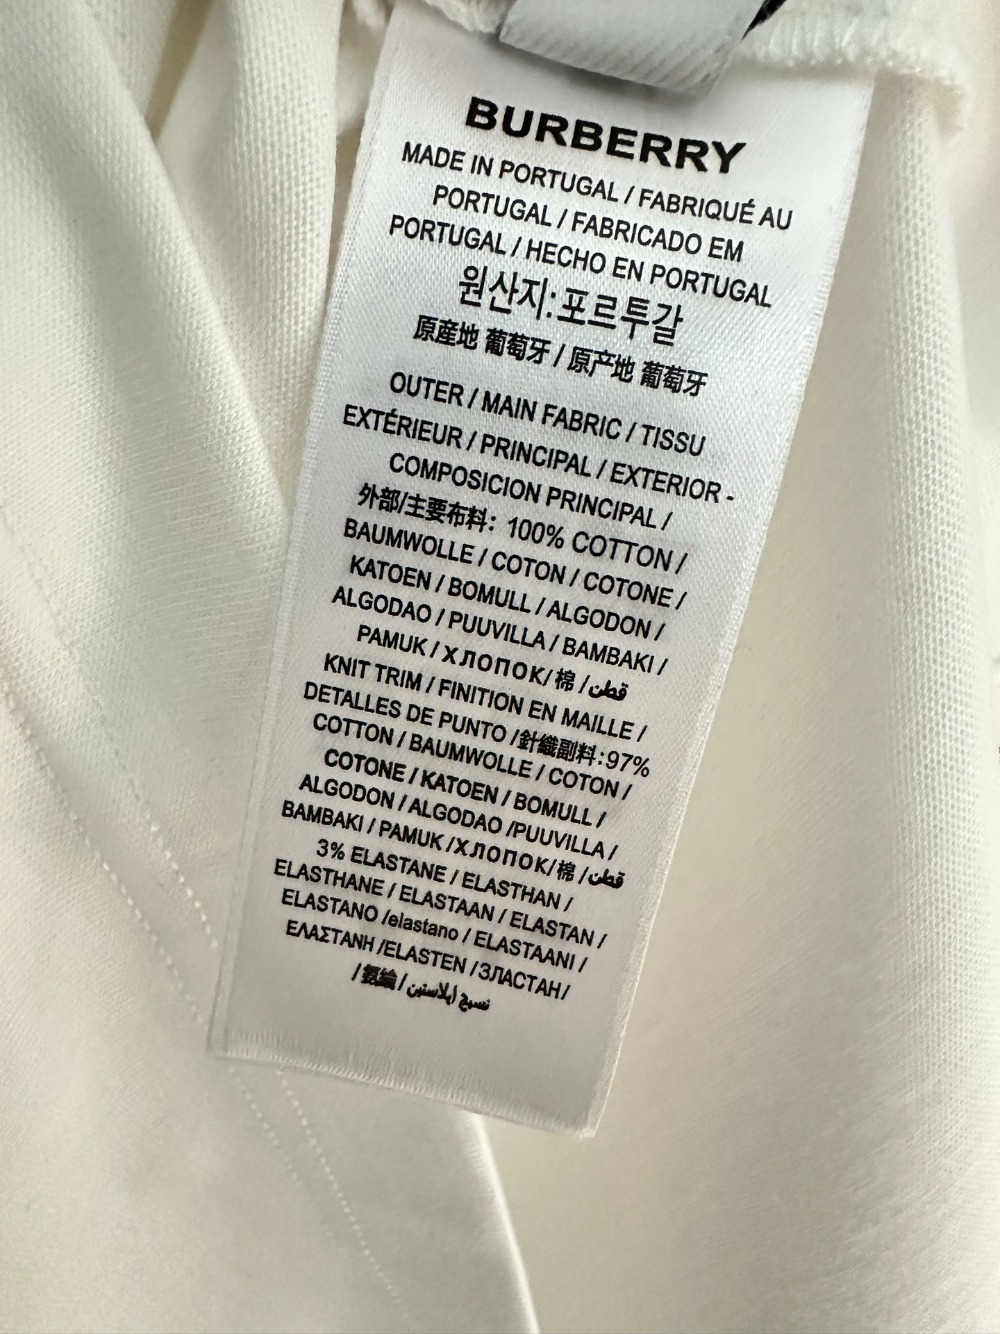 BURBERRY
MADE IN PORTUGAL / FABRIQUÉ AU
PORTUGAL / FABRICADO EM
PORTUGAL / HECHO EN PORTUGAL
원산지:포르투갈
原産地 葡萄牙 / 原产地 葡萄牙
OUTER / MAIN FABRIC / TISSU
EXTÉRIEUR / PRINCIPAL / EXTERIOR -
COMPOSICION PRINCIPAL /
外部/主要布料: 100% COTTON /
BAUMWOLLE / COTON / COTONE /
KATOEN / BOMULL / ALGODON /
ALGODAO / PUUVILLA / BAMBAKI /
PAMUK / ХЛОПОК/ 棉 / قطن
KNIT TRIM / FINITION EN MAILLE /
DETALLES DE PUNTO /針織副料:97%
COTTON / BAUMWOLLE / COTON /
COTONE / KATOEN / BOMULL /
ALGODON / ALGODAO /PUUVILLA /
BAMBAKI / PAMUK /ХЛОПОК/ 棉 / قطن
3% ELASTANE / ELASTHAN /
ELASTHANE / ELASTAAN / ELASTAN /
ELASTANO /elastano / ELASTAANI /
ΕΛΑΣΤΑΝΗ /ELASTEN /ЭЛАСТАН/
/ 氨綸 / نسيج إيلاستين